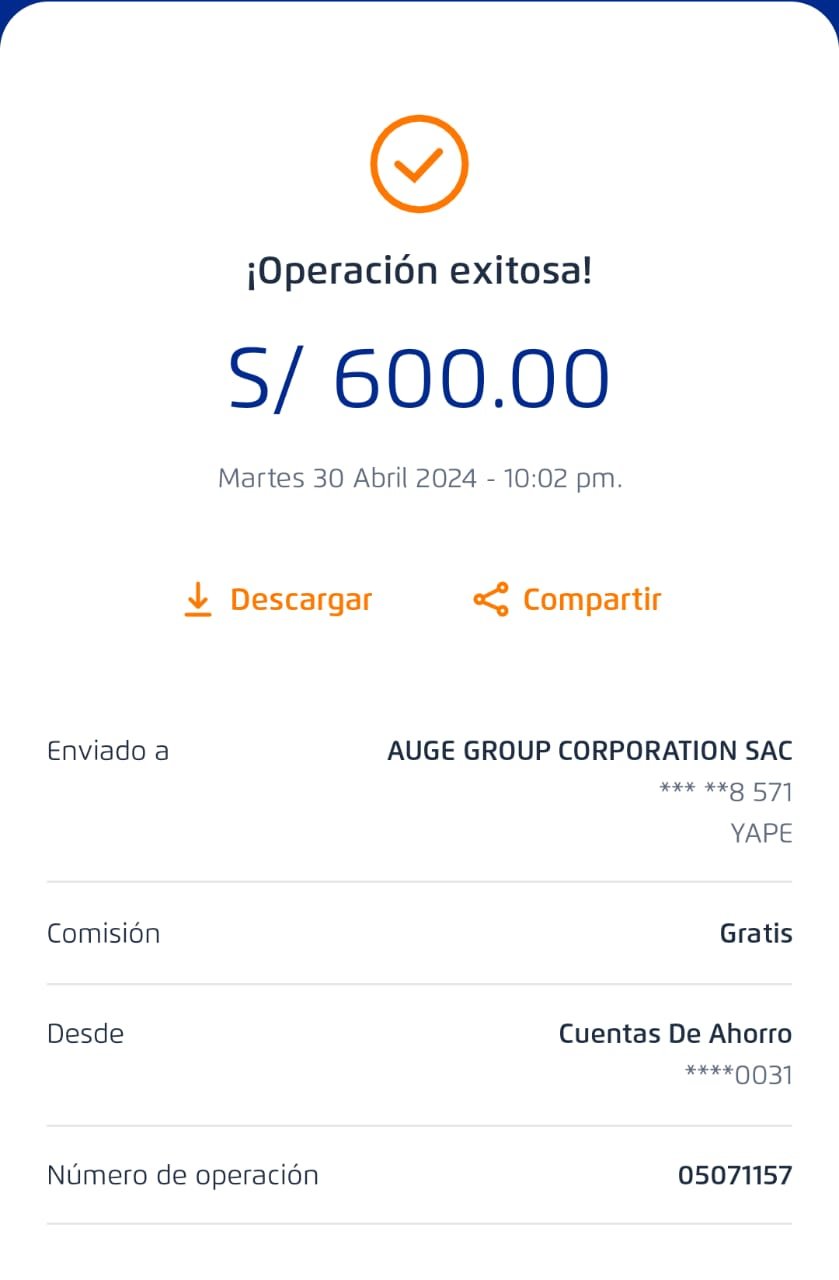 ¡Operación exitosa!
S/ 600.00
Martes 30 Abril 2024 - 10:02 pm.
Descargar
Compartir
Enviado a
AUGE GROUP CORPORATION SAC
*** **8 571
YAPE
Comisión
Gratis
Desde
Cuentas De Ahorro
****0031
Número de operación
05071157